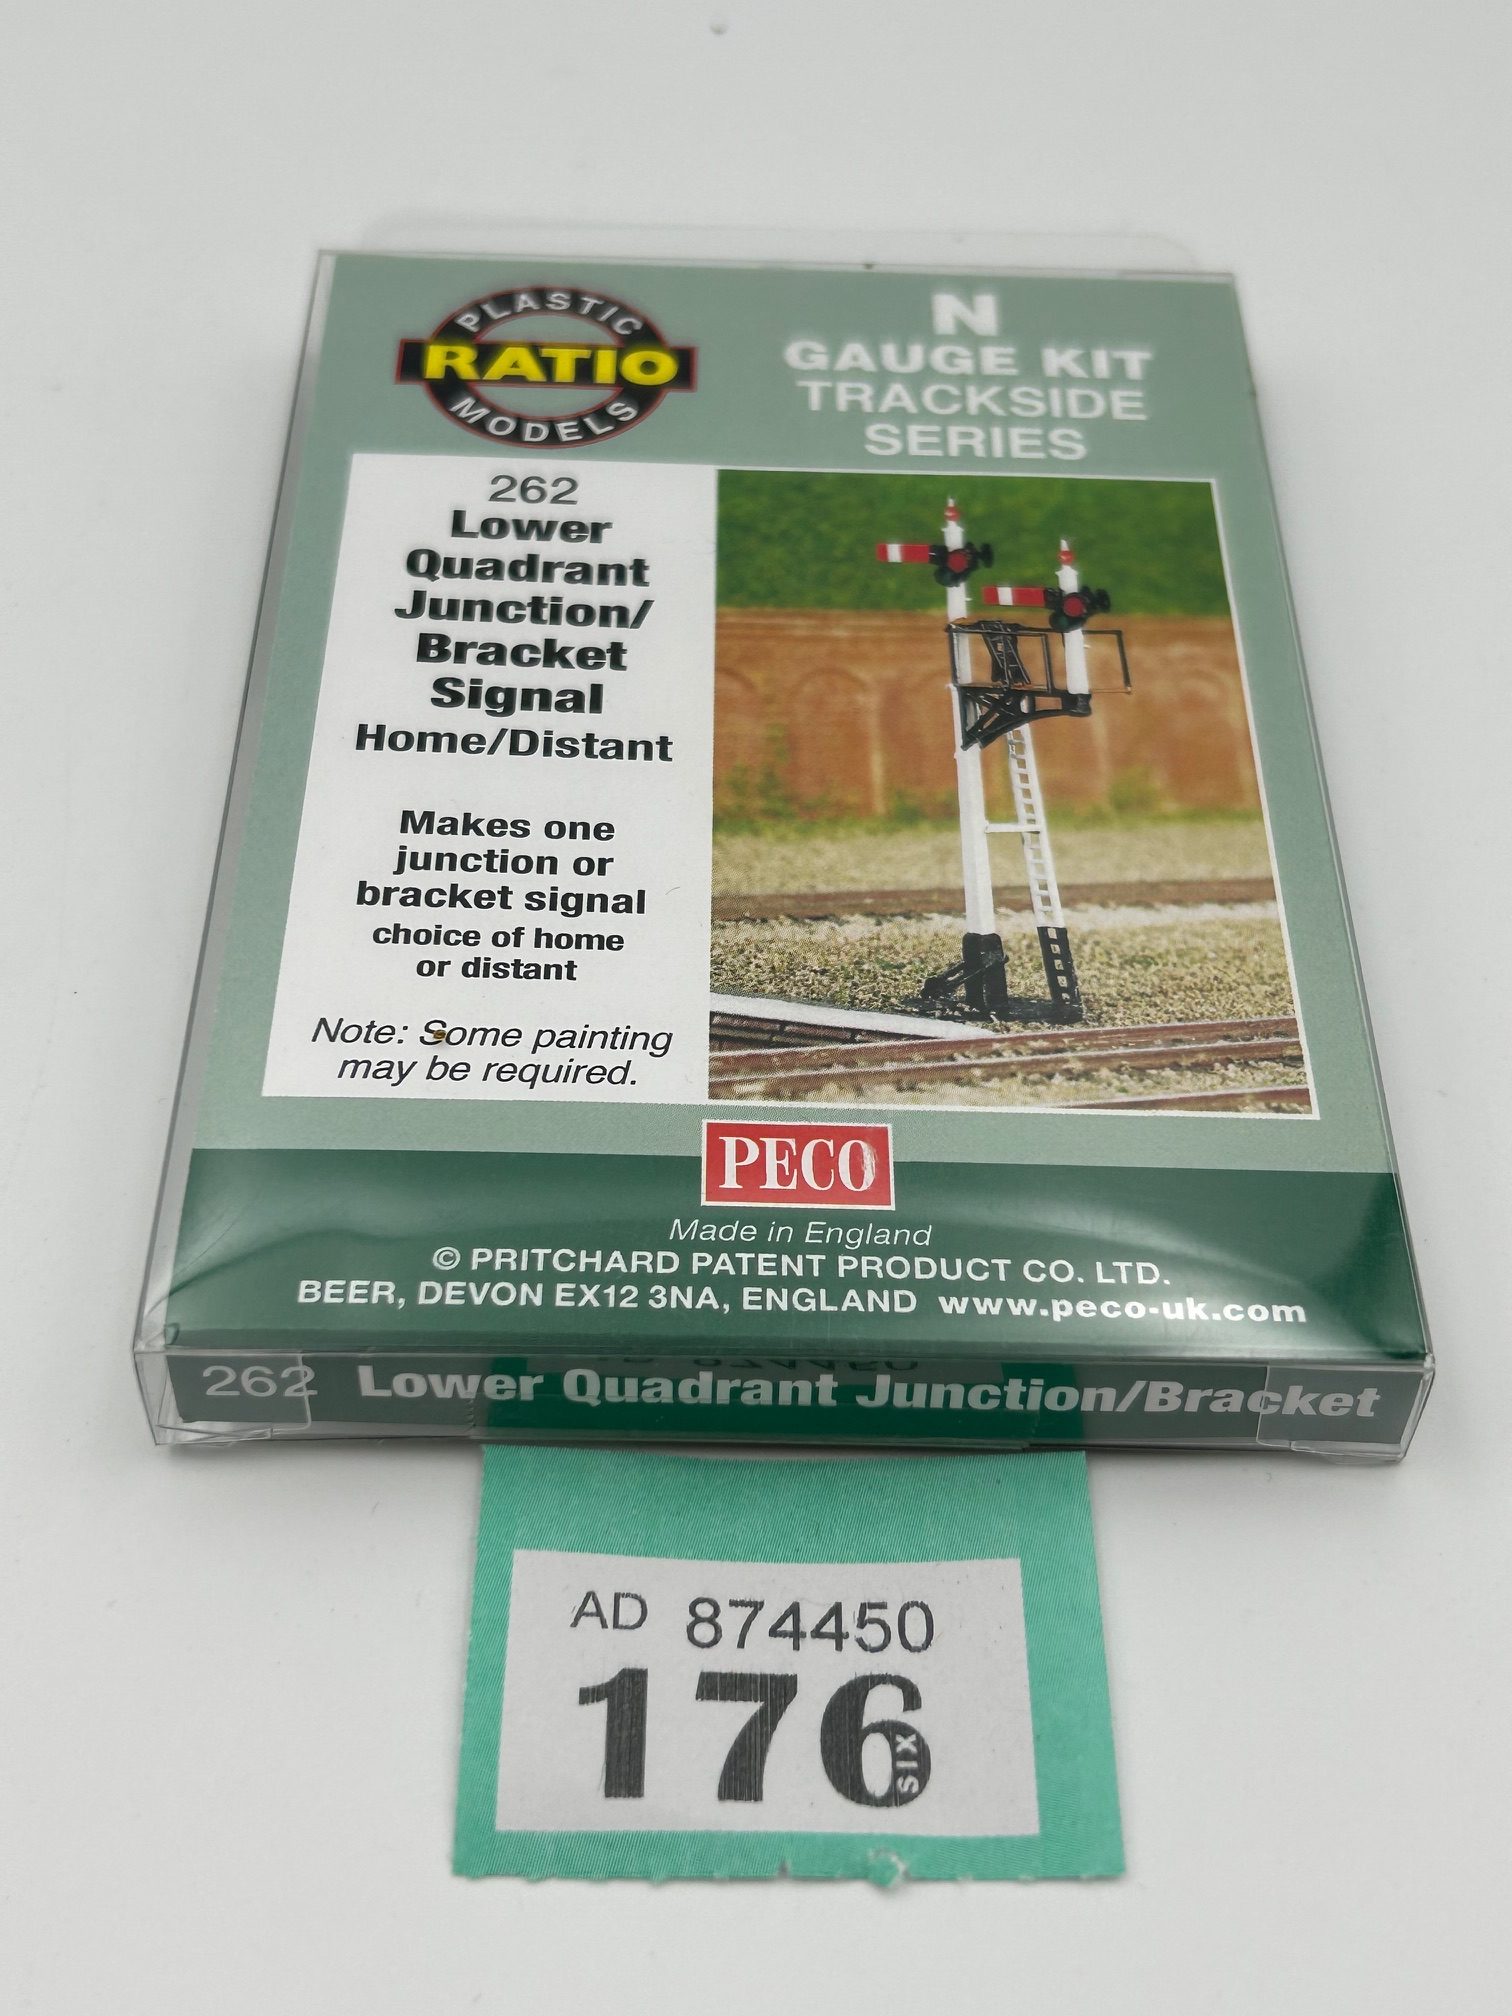 PLASTIC
RATIO
MODELS
N
GAUGE KIT
TRACKSIDE
SERIES
262
Lower
Quadrant
Junction/
Bracket
Signal
Home/Distant
Makes one
junction or
bracket signal
choice of home
or distant
Note: Some painting
may be required.
PECO
Made in England
© PRITCHARD PATENT PRODUCT CO. LTD.
BEER, DEVON EX12 3NA, ENGLAND www.peco-uk.com
262 Lower Quadrant Junction/Bracket
AD 874450
176
SIX